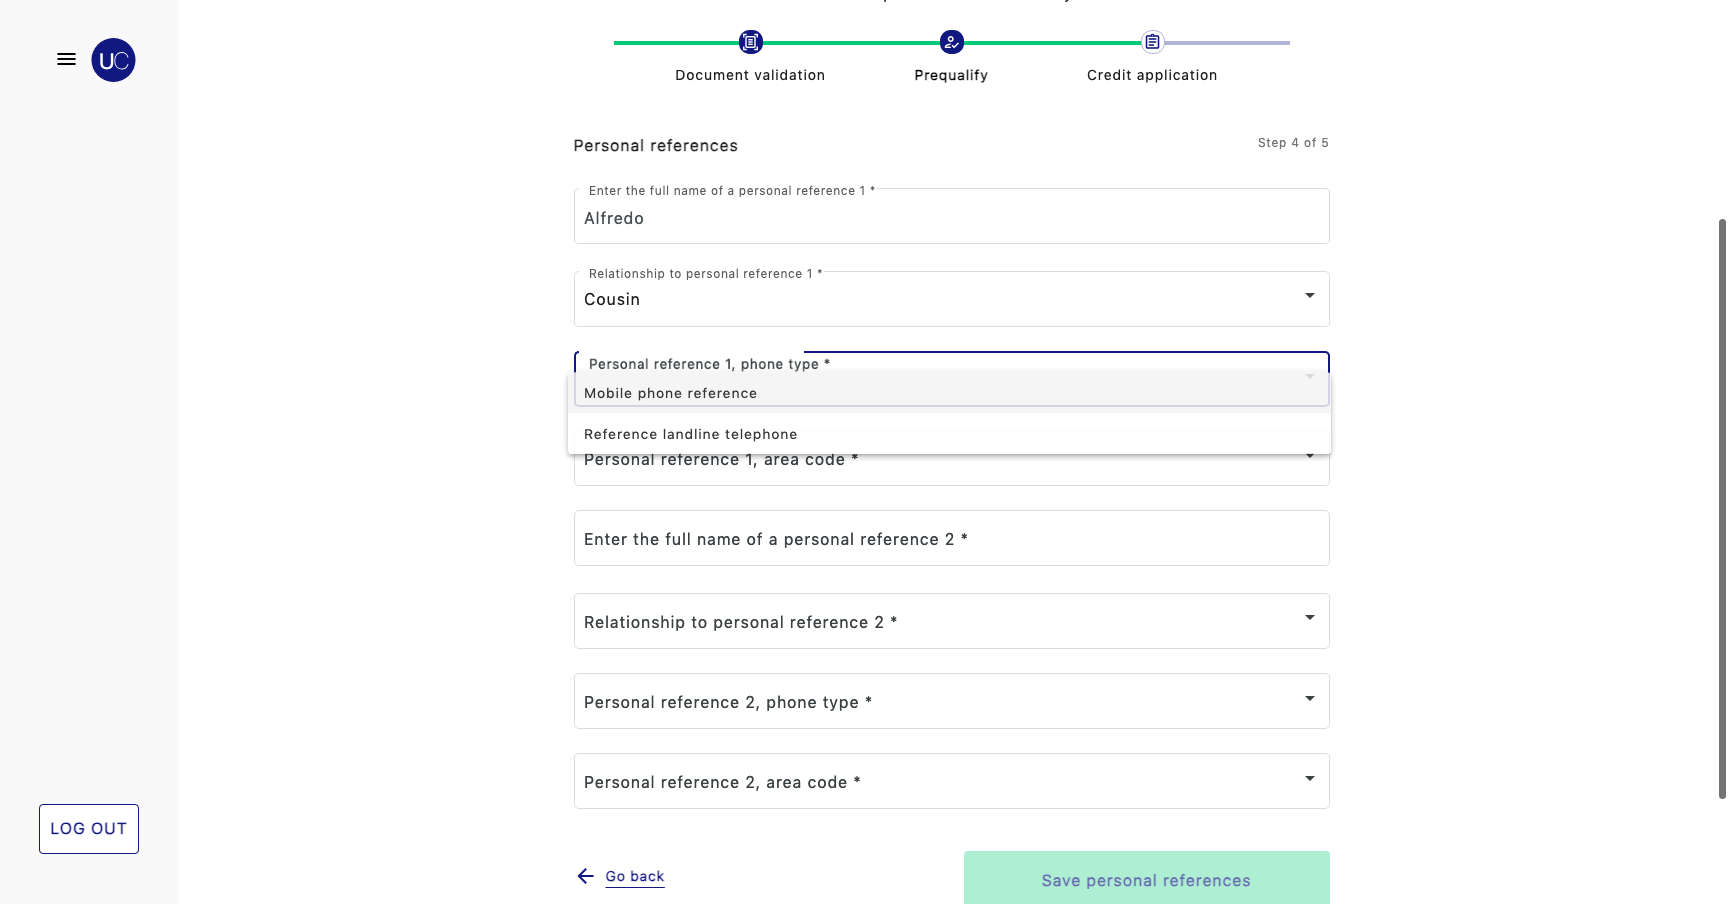 UC
Document validation
Prequalify
Credit application
Personal references
Step 4 of 5
Enter the full name of a personal reference 1 *
Alfredo
Relationship to personal reference 1 *
Cousin
Personal reference 1, phone type *
Mobile phone reference
Reference landline telephone
Personal reference 1, area code *
Enter the full name of a personal reference 2 *
Relationship to personal reference 2 *
Personal reference 2, phone type *
Personal reference 2, area code *
LOG OUT
Go back
Save personal references